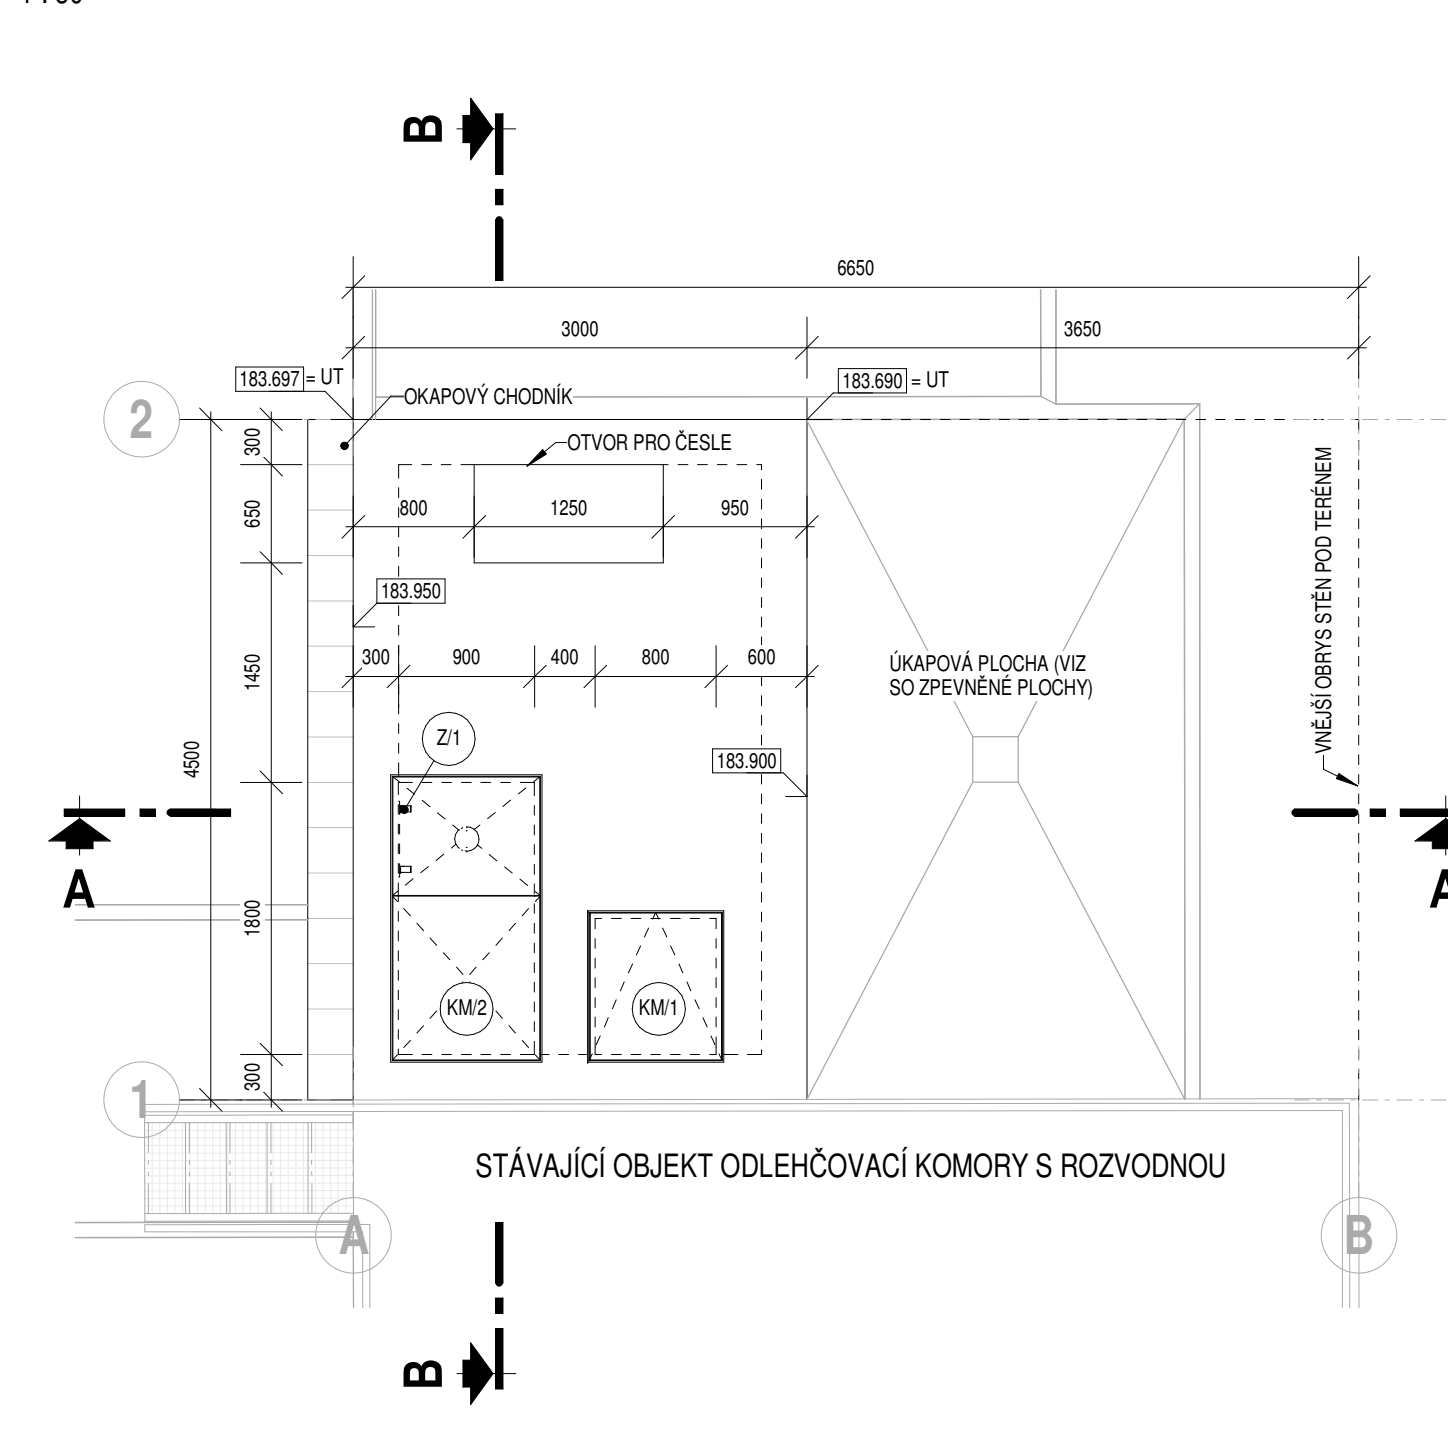 B
6650
3000
3650
183.697 = UT
183.690 = UT
OKAPOVÝ CHODNÍK
2
300
OTVOR PRO ČESLE
800
1250
950
650
183.950
VNĚJŠÍ OBRYS STĚN POD TERÉNEM
300
900
400
800
600
1450
ÚKAPOVÁ PLOCHA (VIZ
SO ZPEVNĚNÉ PLOCHY)
Z/1
4500
183.900
A
A
1800
KM/2
KM/1
300
1
STÁVAJÍCÍ OBJEKT ODLEHČOVACÍ KOMORY S ROZVODNOU
A
B
B